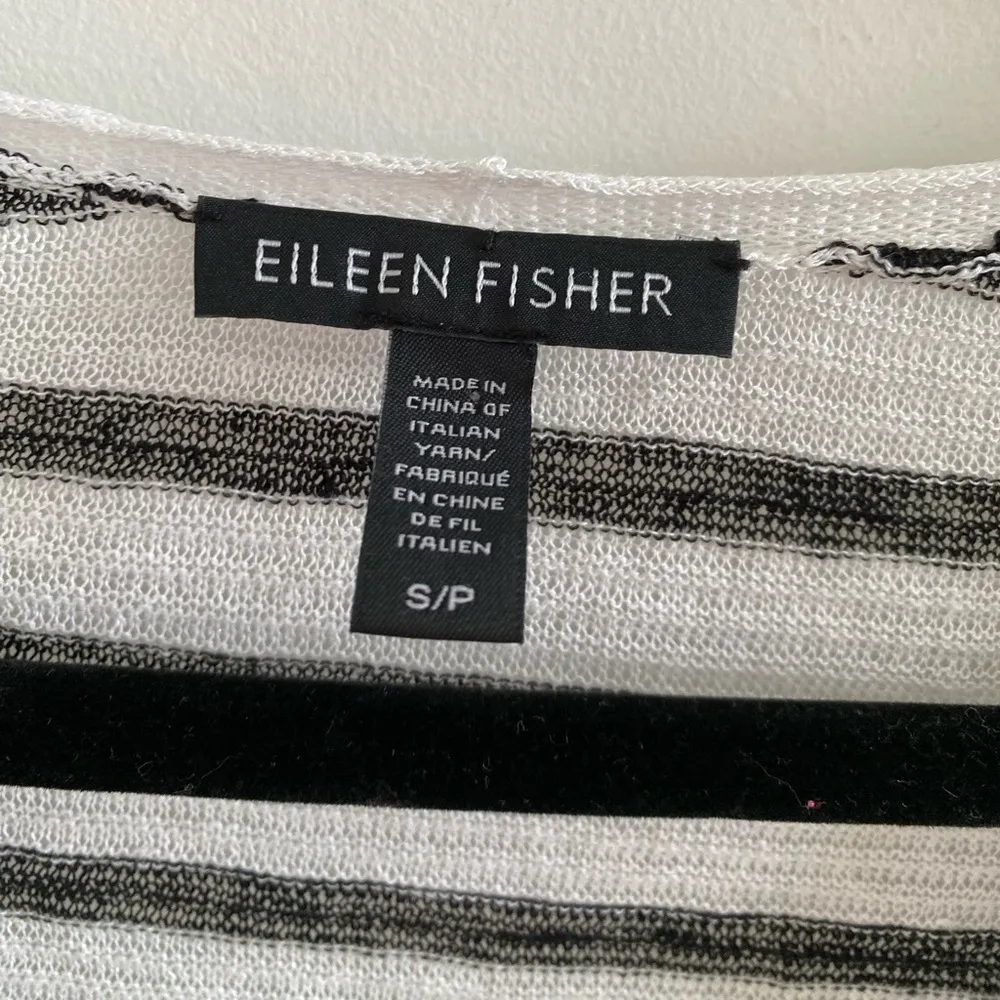 EILEEN FISHER
MADE IN
CHINA OF
ITALIAN
YARN/
FABRIQUÉ
EN CHINE
DE FIL
ITALIEN
S/P